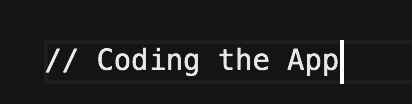 // Coding the App